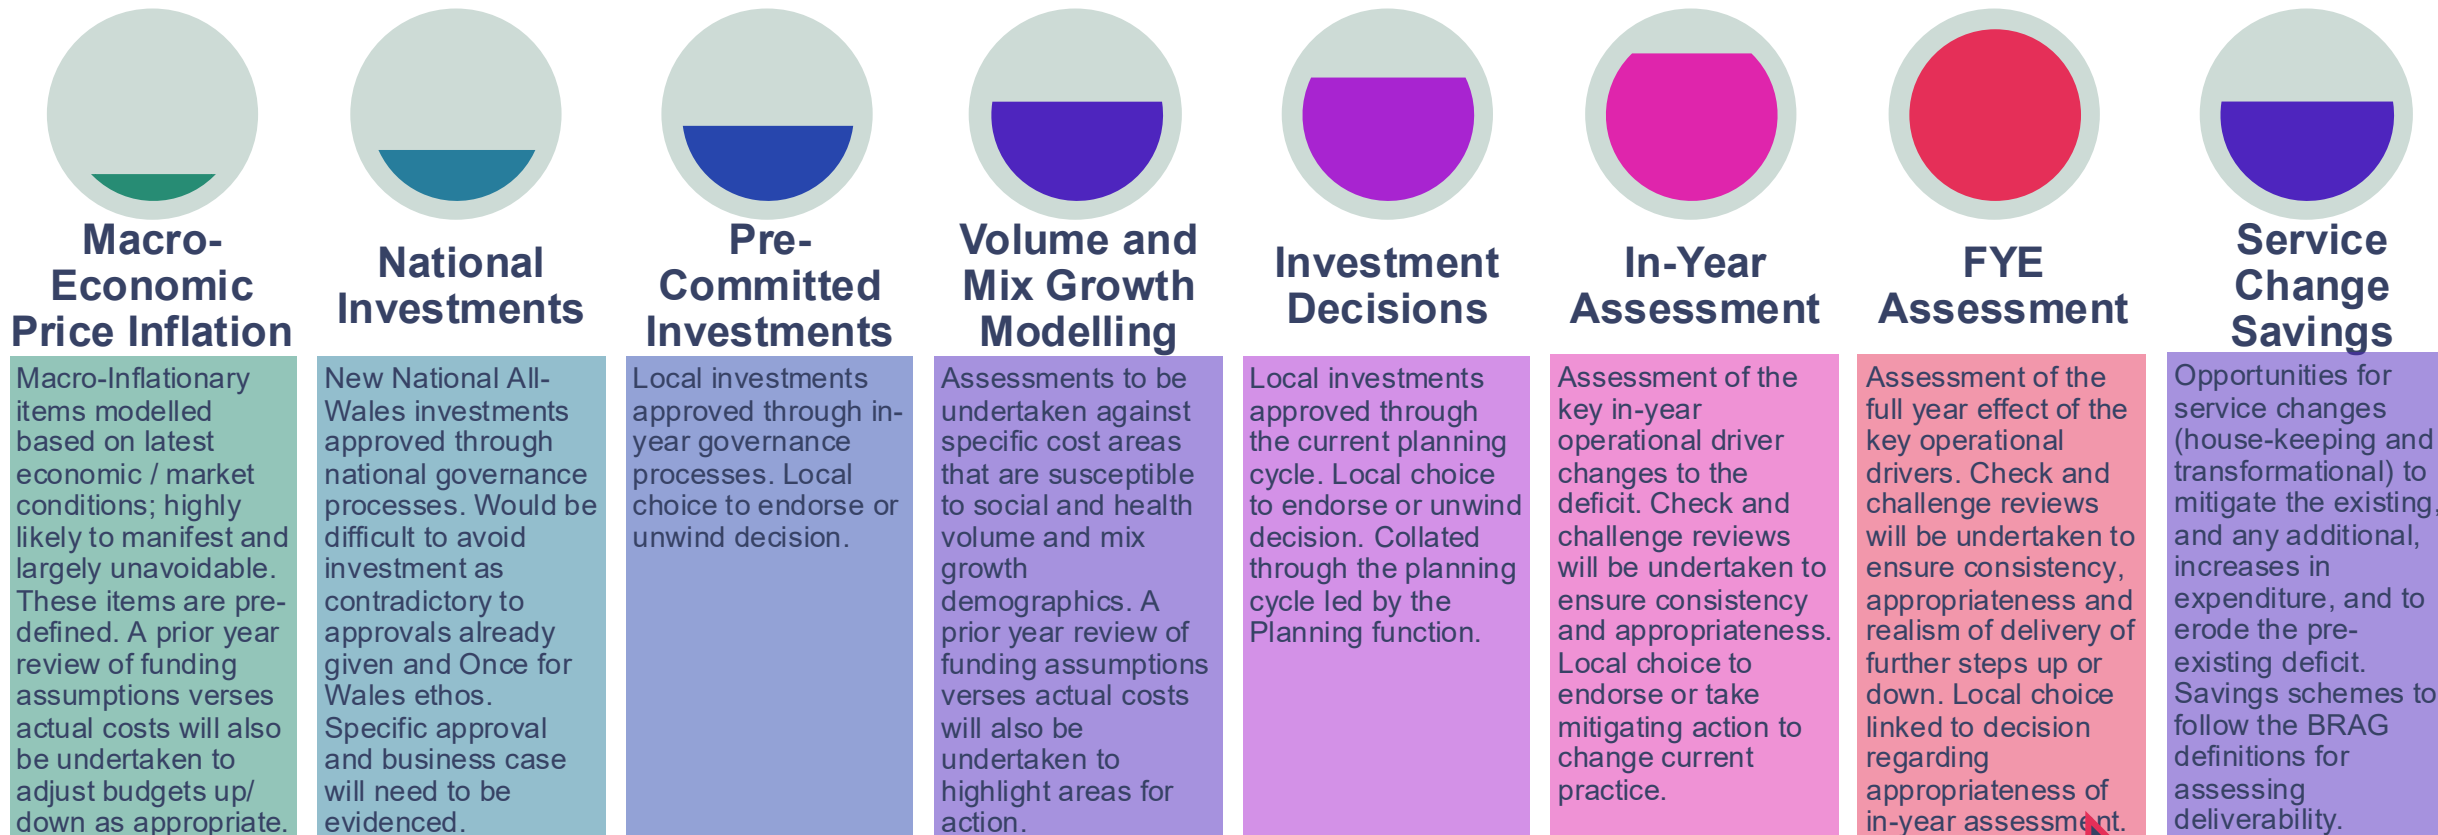 Macro-
Economic
Price Inflation
Macro-Inflationary
items modelled
based on latest
economic / market
conditions; highly
likely to manifest and
largely unavoidable.
These items are pre-
defined. A prior year
review of funding
assumptions verses
actual costs will also
be undertaken to
adjust budgets up/
down as appropriate.
National
Investments
New National All-
Wales investments
approved through
national governance
processes. Would be
difficult to avoid
investment as
contradictory to
approvals already
given and Once for
Wales ethos.
Specific approval
and business case
will need to be
evidenced.
Pre-
Committed
Investments
Local investments
approved through in-
year governance
processes. Local
choice to endorse or
unwind decision.
Volume and
Mix Growth
Modelling
Assessments to be
undertaken against
specific cost areas
that are susceptible
to social and health
volume and mix
growth
demographics. A
prior year review of
funding assumptions
verses actual costs
will also be
undertaken to
highlight areas for
action.
Investment
Decisions
Local investments
approved through
the current planning
cycle. Local choice
to endorse or unwind
decision. Collated
through the planning
cycle led by the
Planning function.
In-Year
Assessment
Assessment of the
key in-year
operational driver
changes to the
deficit. Check and
challenge reviews
will be undertaken to
ensure consistency
and appropriateness.
Local choice to
endorse or take
mitigating action to
change current
practice.
FYE
Assessment
Assessment of the
full year effect of the
key operational
drivers. Check and
challenge reviews
will be undertaken to
ensure consistency,
appropriateness and
realism of delivery of
further steps up or
down. Local choice
linked to decision
regarding
appropriateness of
in-year assessment.
Service
Change
Savings
Opportunities for
service changes
(house-keeping and
transformational) to
mitigate the existing,
and any additional,
increases in
expenditure, and to
erode the pre-
existing deficit.
Savings schemes to
follow the BRAG
definitions for
assessing
deliverability.